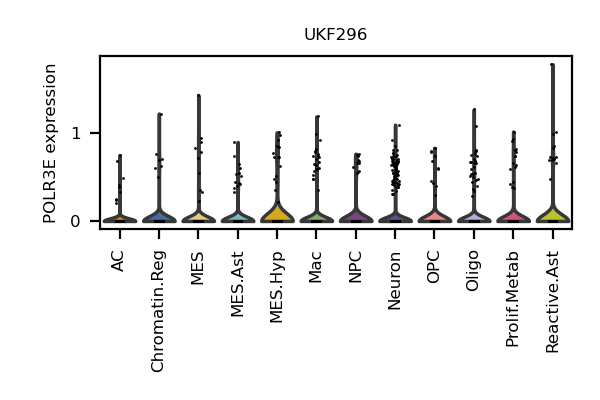 UKF296
POLR3E expression
1
0
AC
Chromatin.Reg
MES
MES.Ast
MES.Hyp
Mac
NPC
Neuron
OPC
Oligo
Prolif.Metab
Reactive.Ast